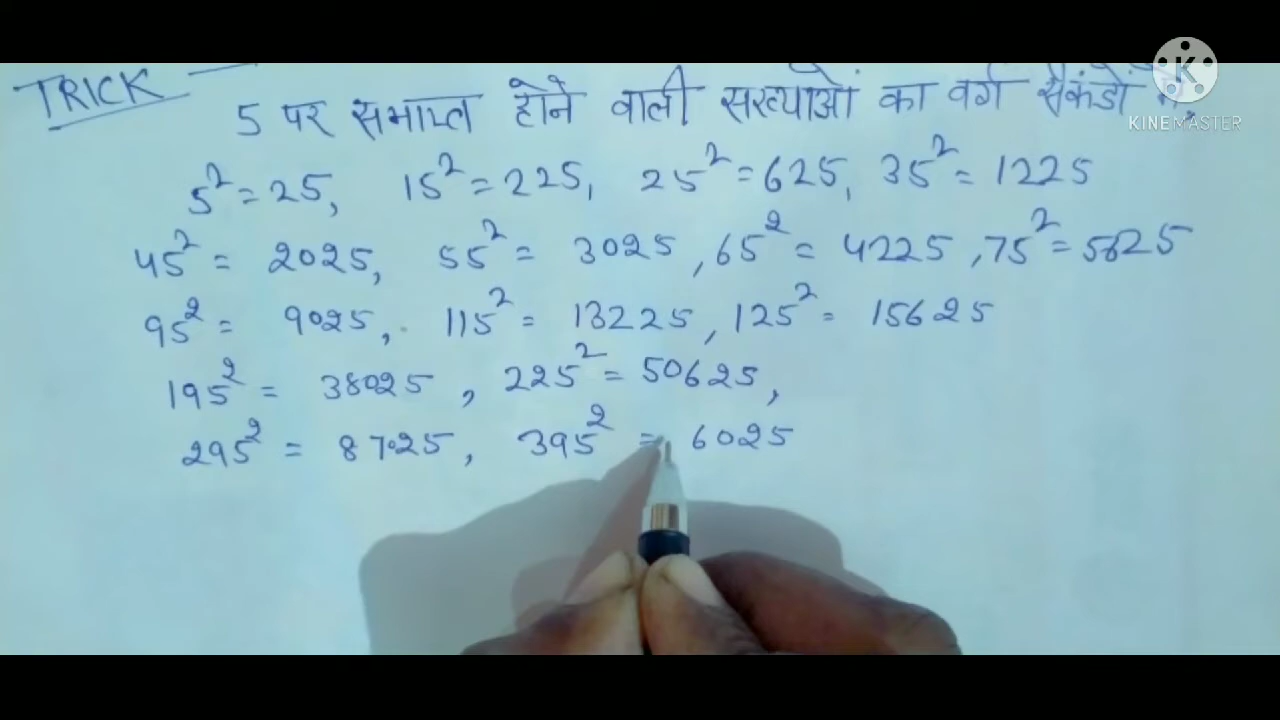 TRICK
5 पर समाप्त होने वाली सख्याओं का वर्ग सैकंडों में
5² = 25, 15² = 225, 25² = 625, 35² = 1225
45² = 2025, 55² = 3025, 65² = 4225, 75² = 5625
95² = 9025, 115² = 13225, 125² = 15625
195² = 38025, 225² = 50625,
295² = 87025, 395² = 6025
K
KINEMASTER